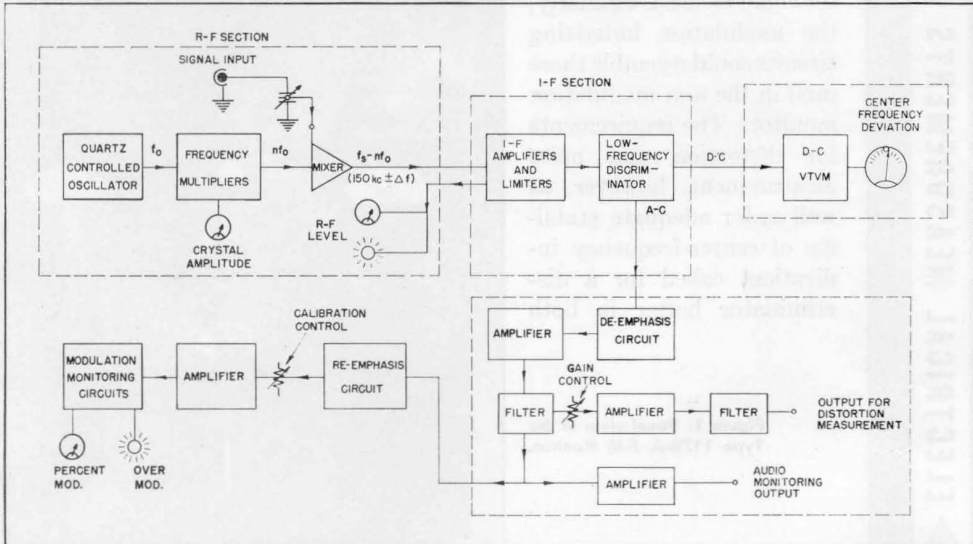 R-F SECTION
SIGNAL INPUT
QUARTZ
CONTROLLED
OSCILLATOR
fo
FREQUENCY
MULTIPLIERS
nfo
MIXER
fs-nfo
(150 kc ± Δf)
CRYSTAL
AMPLITUDE
R-F
LEVEL
I-F SECTION
I-F
AMPLIFIERS
AND
LIMITERS
LOW-
FREQUENCY
DISCRIM-
INATOR
D-C
D-C
VTVM
CENTER
FREQUENCY
DEVIATION
A-C
AMPLIFIER
DE-EMPHASIS
CIRCUIT
FILTER
GAIN
CONTROL
AMPLIFIER
FILTER
OUTPUT FOR
DISTORTION
MEASUREMENT
AMPLIFIER
AUDIO
MONITORING
OUTPUT
MODULATION
MONITORING
CIRCUITS
AMPLIFIER
CALIBRATION
CONTROL
RE-EMPHASIS
CIRCUIT
PERCENT
MOD.
OVER
MOD.